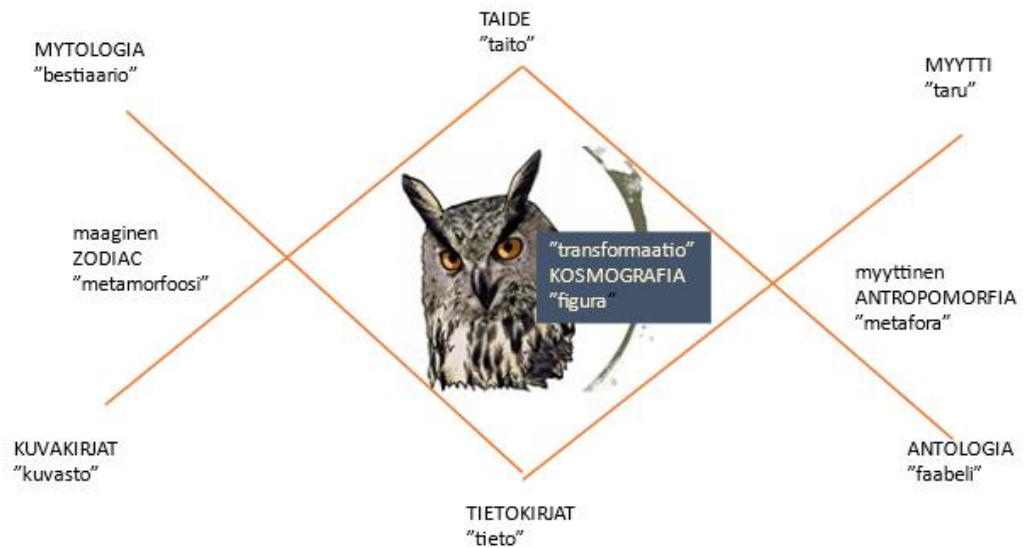 TAIDE
”taito”
MYTOLOGIA
”bestiaario”
MYYTTI
”taru”
maaginen
ZODIAC
”metamorfoosi”
”transformaatio”
KOSMOGRAFIA
”figura”
myyttinen
ANTROPOMORFIA
”metafora”
KUVAKIRJAT
”kuvasto”
ANTOLOGIA
”faabeli”
TIETOKIRJAT
”tieto”